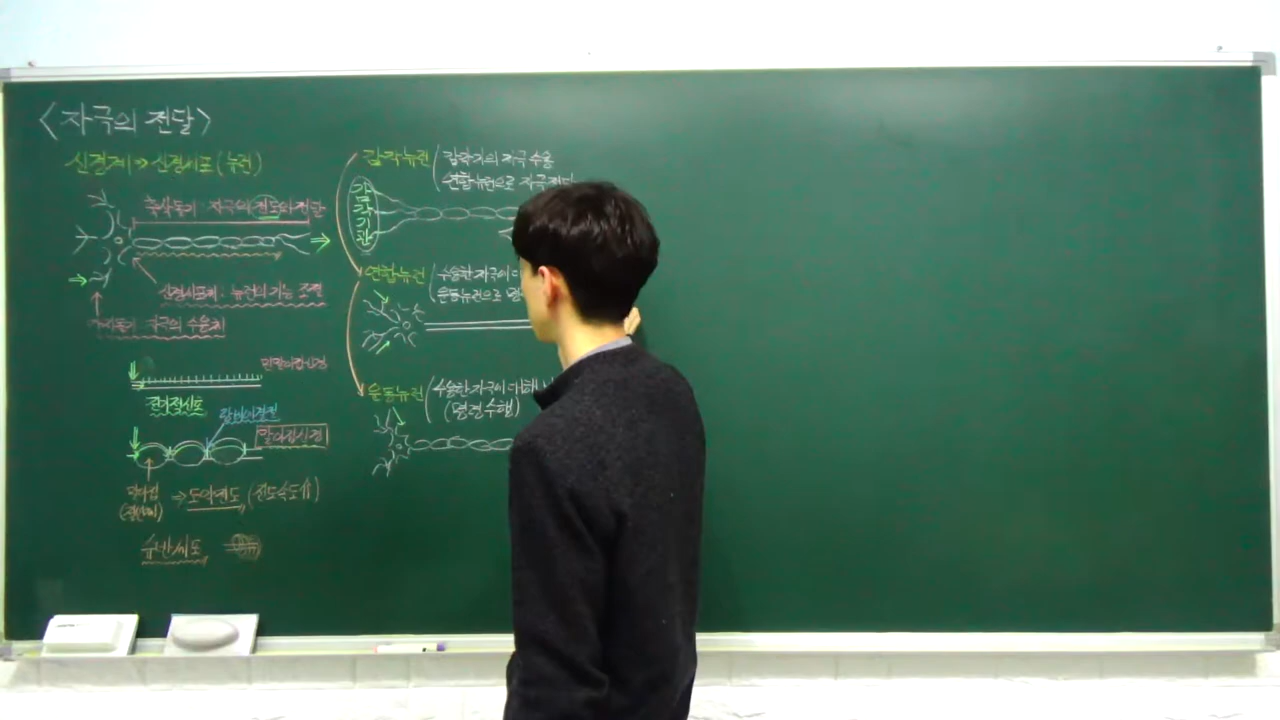 <자극의 전달>
신경계 => 신경세포 (뉴런)
축삭돌기 : 자극의 전도와 전달
신경세포체 : 뉴런의 기능 조절
자극의 수용체
민말이집신경
전기적신호
랑비에결절
말이집신경
말이집
(절연체)
=> 도약전도 (전도속도↑)
슈반세포
감각뉴런
감각기의 자극 수용
연합뉴런으로 자극전달
감각기관
연합뉴런
수용한 자극에
운동뉴런으로
운동뉴런
수용한 자극에 대해
(명령수행)